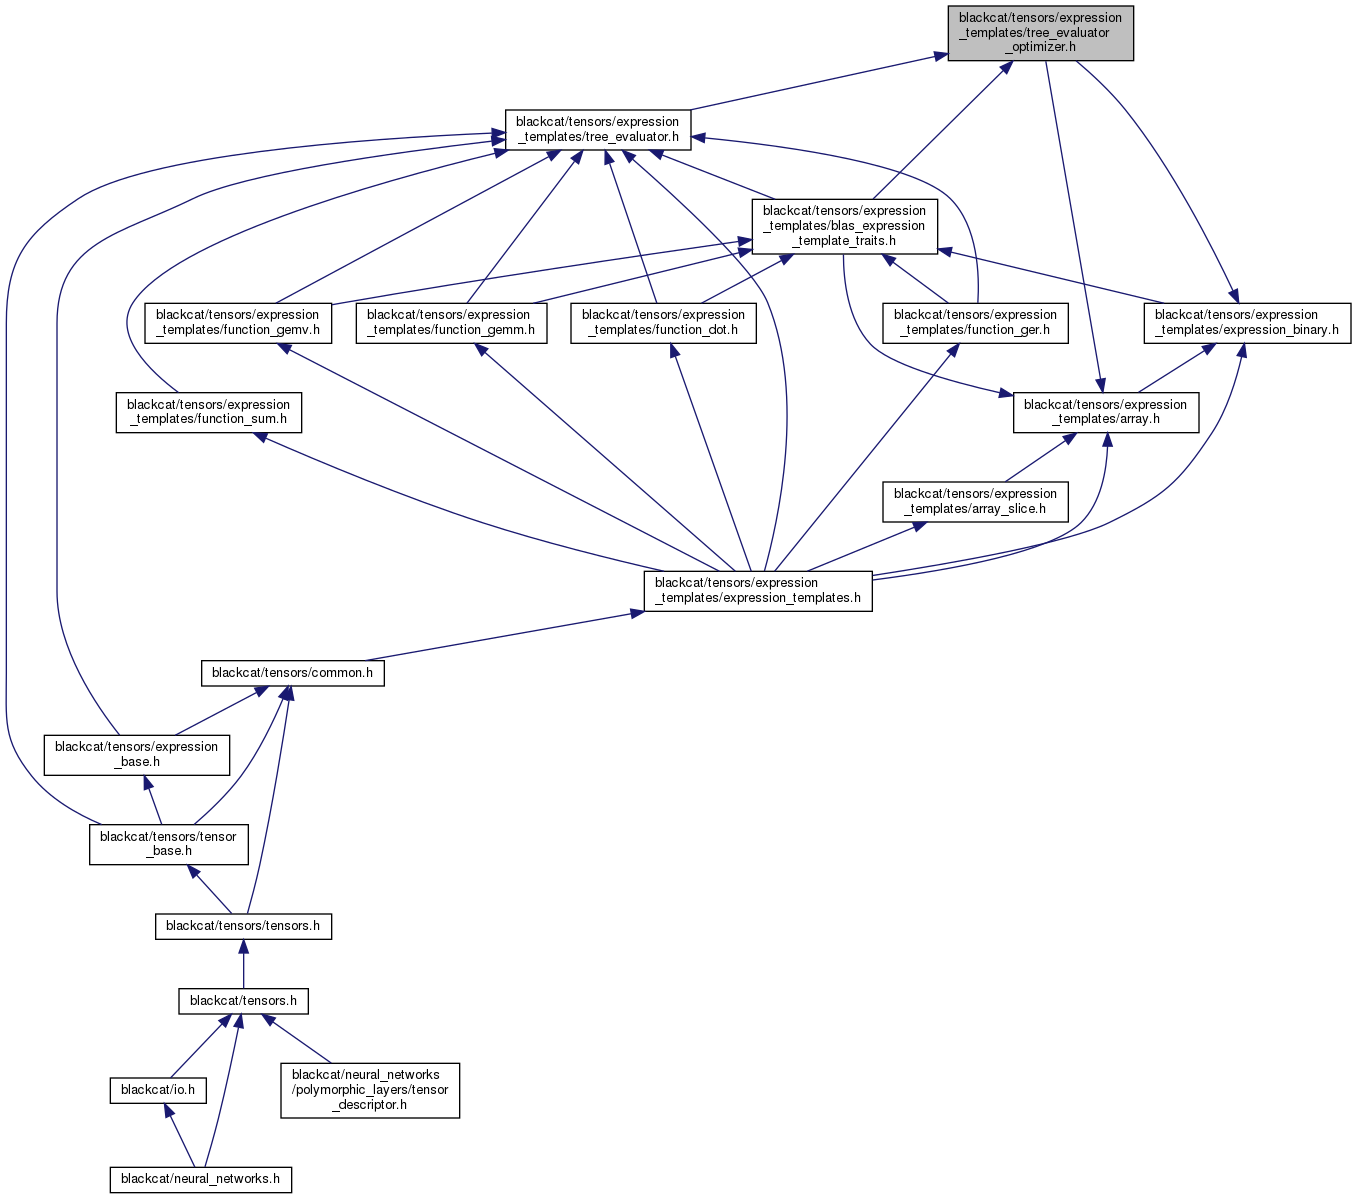 blackcat/tensors/expression
_templates/tree_evaluator
_optimizer.h
blackcat/tensors/expression
_templates/tree_evaluator.h
blackcat/tensors/expression
_templates/blas_expression
_template_traits.h
blackcat/tensors/expression
_templates/function_gemv.h
blackcat/tensors/expression
_templates/function_gemm.h
blackcat/tensors/expression
_templates/function_dot.h
blackcat/tensors/expression
_templates/function_ger.h
blackcat/tensors/expression
_templates/expression_binary.h
blackcat/tensors/expression
_templates/function_sum.h
blackcat/tensors/expression
_templates/array.h
blackcat/tensors/expression
_templates/array_slice.h
blackcat/tensors/expression
_templates/expression_templates.h
blackcat/tensors/common.h
blackcat/tensors/expression
_base.h
blackcat/tensors/tensor
_base.h
blackcat/tensors/tensors.h
blackcat/tensors.h
blackcat/io.h
blackcat/neural_networks
/polymorphic_layers/tensor
_descriptor.h
blackcat/neural_networks.h